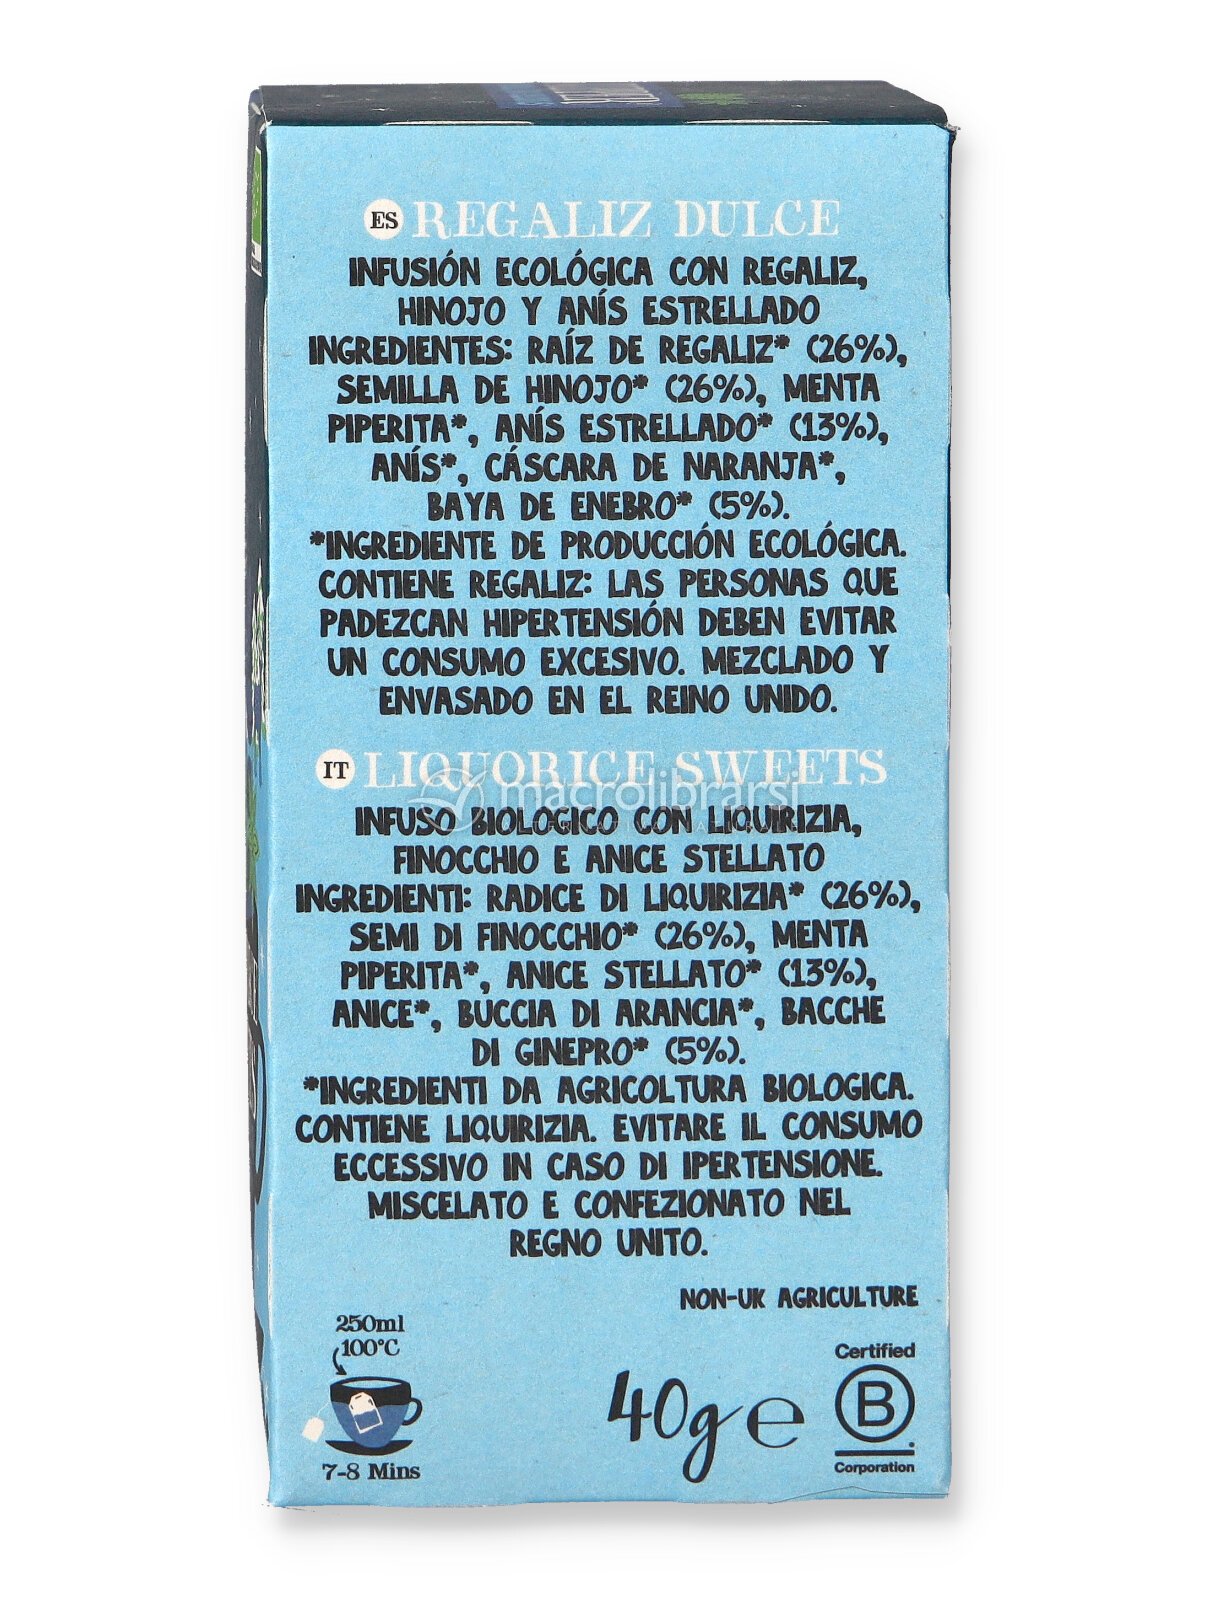 ES REGALIZ DULCE
INFUSIÓN ECOLÓGICA CON REGALIZ,
HINOJO Y ANÍS ESTRELLADO
INGREDIENTES: RAÍZ DE REGALIZ* (26%),
SEMILLA DE HINOJO* (26%), MENTA
PIPERITA*, ANÍS ESTRELLADO* (13%),
ANÍS*, CÁSCARA DE NARANJA*,
BAYA DE ENEBRO* (5%).
*INGREDIENTE DE PRODUCCIÓN ECOLÓGICA.
CONTIENE REGALIZ: LAS PERSONAS QUE
PADEZCAN HIPERTENSIÓN DEBEN EVITAR
UN CONSUMO EXCESIVO. MEZCLADO Y
ENVASADO EN EL REINO UNIDO.
IT LIQUORICE SWEETS
macrolibrarsi
INFUSO BIOLOGICO CON LIQUIRIZIA,
FINOCCHIO E ANICE STELLATO
INGREDIENTI: RADICE DI LIQUIRIZIA* (26%),
SEMI DI FINOCCHIO* (26%), MENTA
PIPERITA*, ANICE STELLATO* (13%),
ANICE*, BUCCIA DI ARANCIA*, BACCHE
DI GINEPRO* (5%).
*INGREDIENTI DA AGRICOLTURA BIOLOGICA.
CONTIENE LIQUIRIZIA. EVITARE IL CONSUMO
ECCESSIVO IN CASO DI IPERTENSIONE.
MISCELATO E CONFEZIONATO NEL
REGNO UNITO.
NON-UK AGRICULTURE
250ml
100°C
7-8 Mins
40g e
Certified
B
Corporation